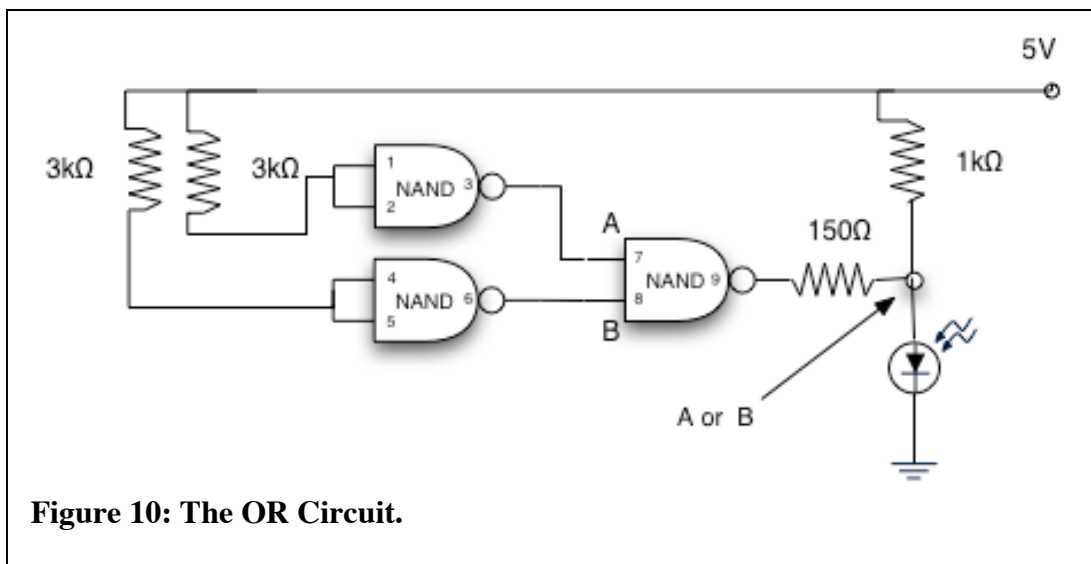 5V
3kΩ
3kΩ
1kΩ
1
NAND 3
2
A
150Ω
7
NAND 9
8
4
NAND 6
5
B
A or B
Figure 10: The OR Circuit.